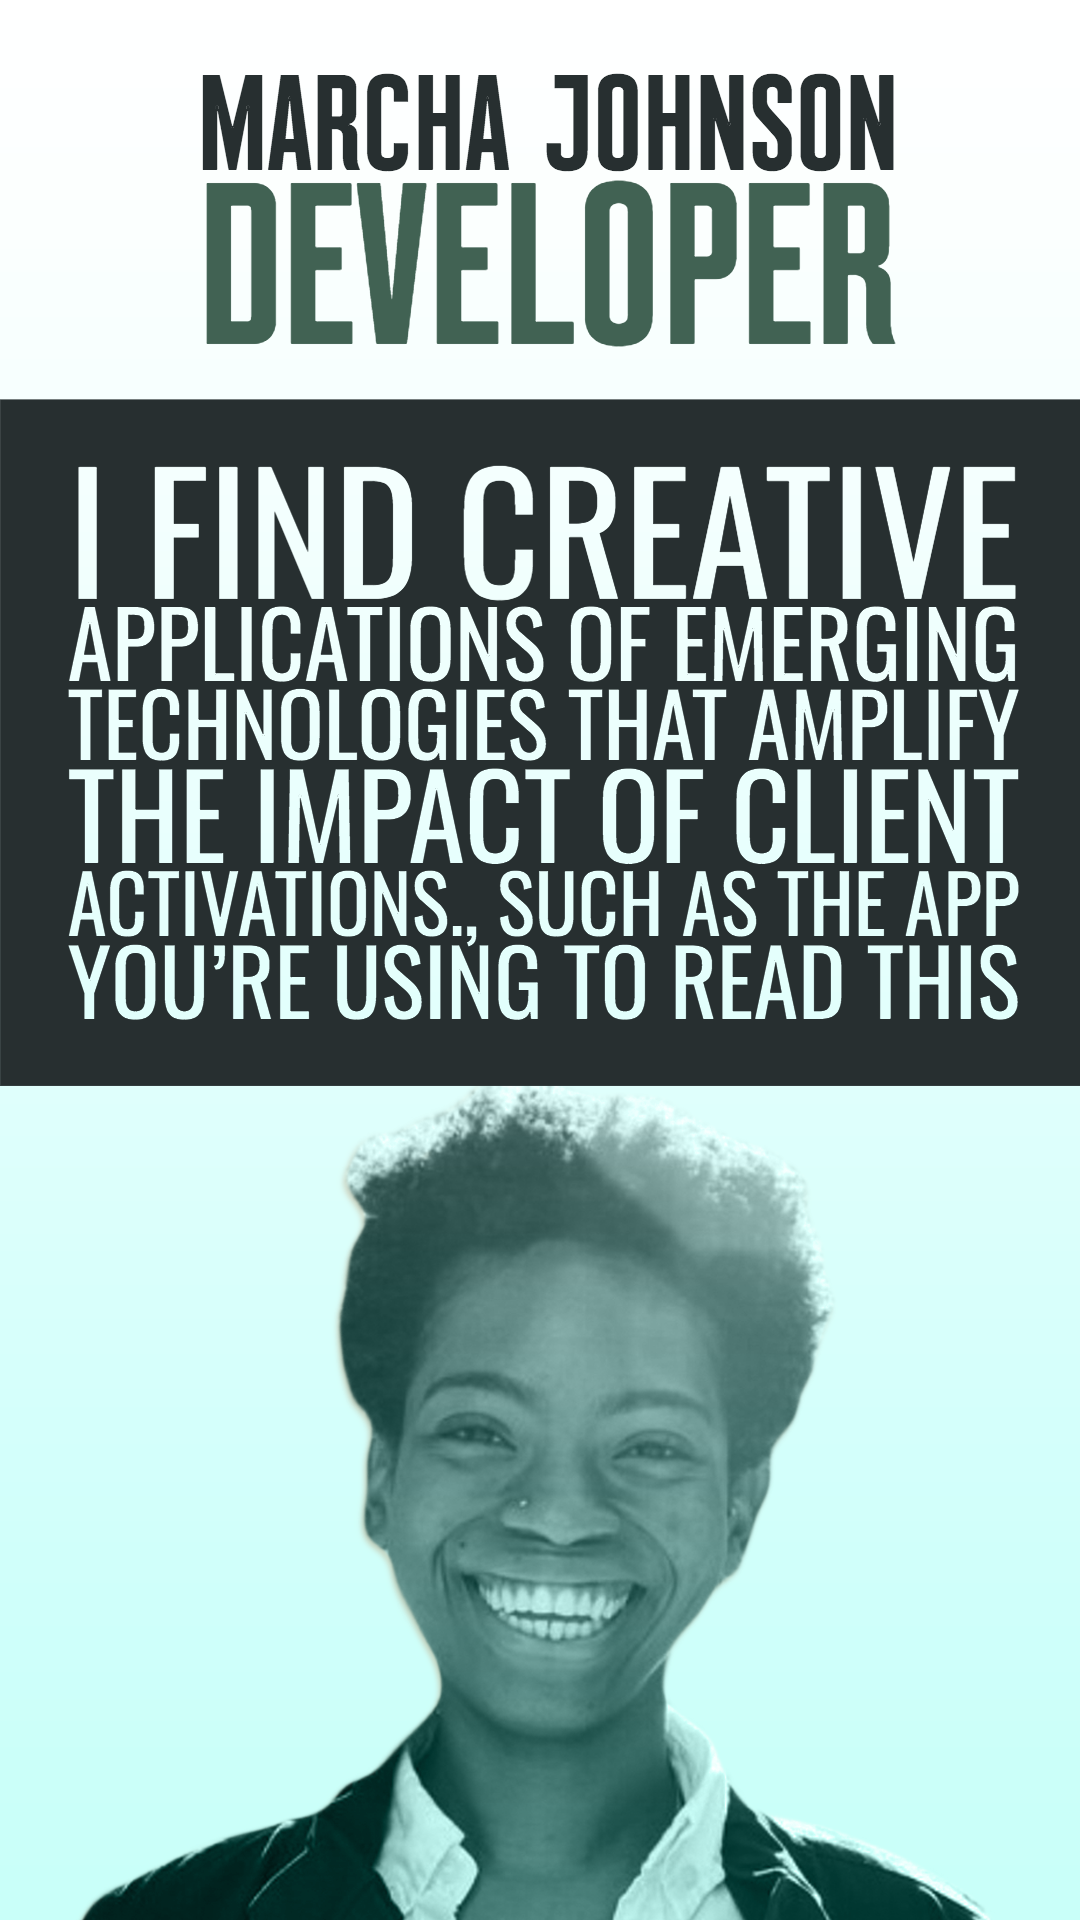 MARCHA JOHNSON
DEVELOPER
I FIND CREATIVE
APPLICATIONS OF EMERGING
TECHNOLOGIES THAT AMPLIFY
THE IMPACT OF CLIENT
ACTIVATIONS., SUCH AS THE APP
YOU’RE USING TO READ THIS